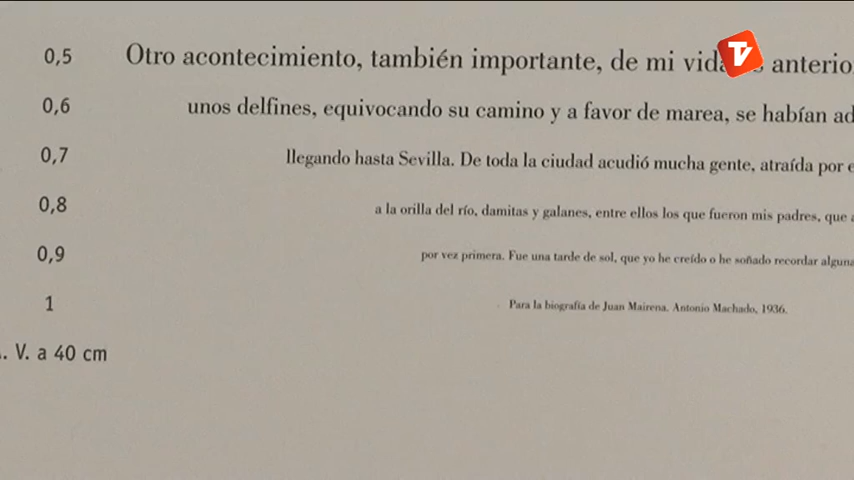 TV
0,5 Otro acontecimiento, también importante, de mi vida anterio
0,6 unos delfines, equivocando su camino y a favor de marea, se habían ad
0,7 llegando hasta Sevilla. De toda la ciudad acudió mucha gente, atraída por e
0,8 a la orilla del río, damitas y galanes, entre ellos los que fueron mis padres, que a
0,9 por vez primera. Fue una tarde de sol, que yo he creído o he soñado recordar alguna
1 Para la biografía de Juan Mairena. Antonio Machado, 1936.
. V. a 40 cm